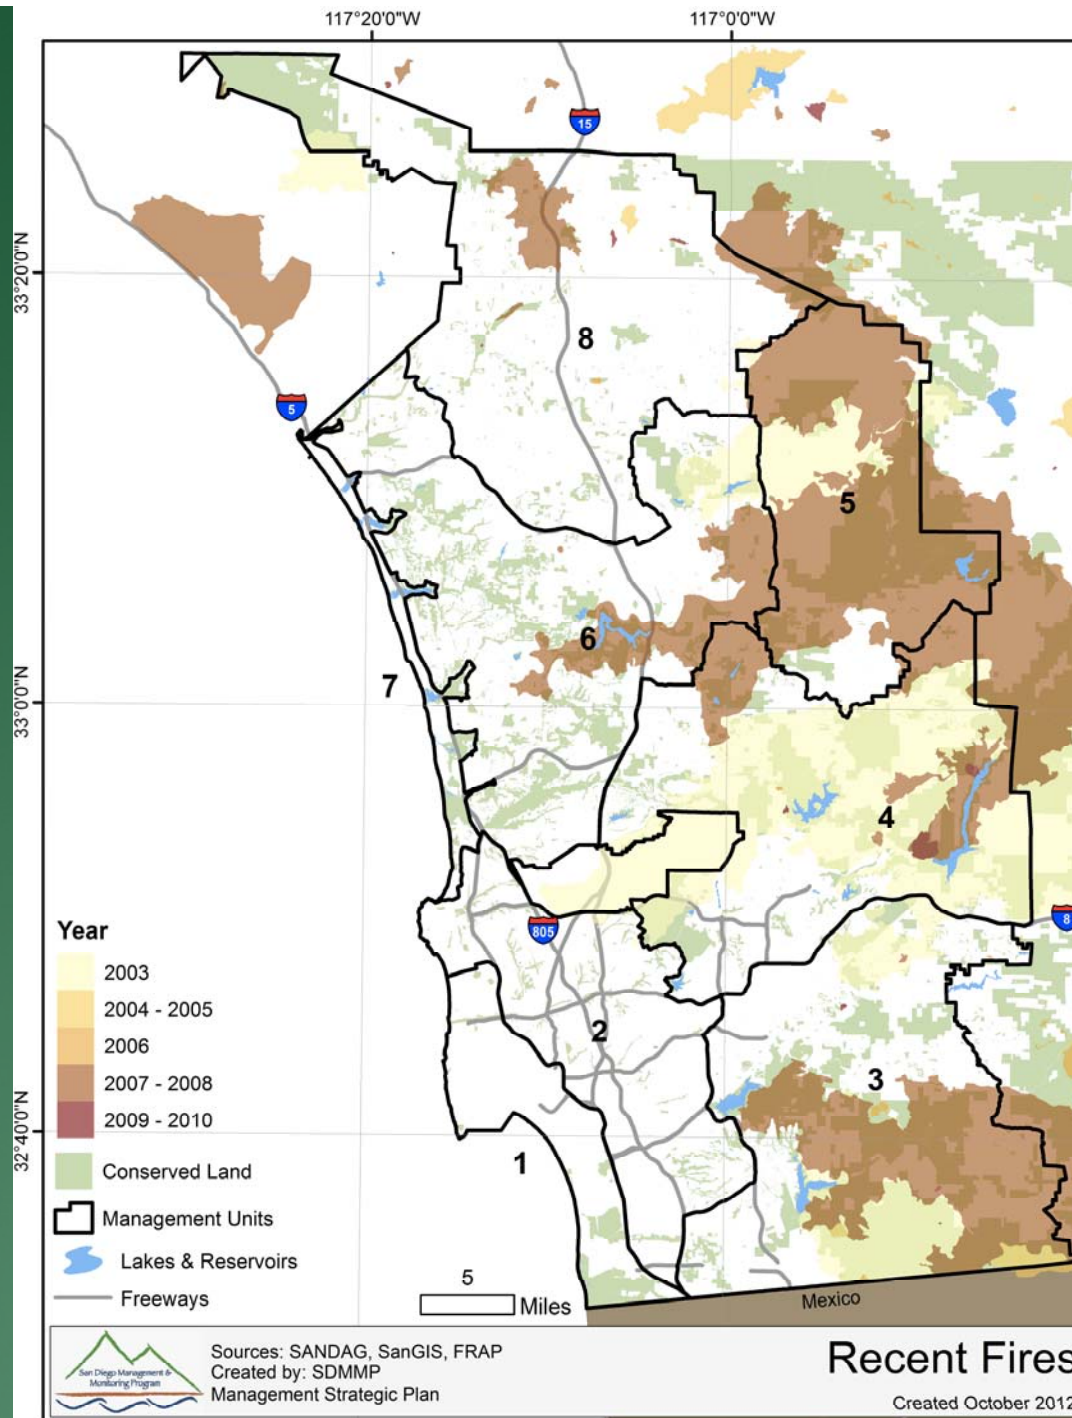 117°20'0"W
117°0'0"W
15
33°20'0"N
8
5
5
6
7
33°0'0"N
4
Year
805
8
2003
2004 - 2005
2
2006
2007 - 2008
3
2009 - 2010
32°40'0"N
1
Conserved Land
Management Units
Lakes & Reservoirs
5
Freeways
Miles
Mexico
San Diego Management &
Monitoring Program
Sources: SANDAG, SanGIS, FRAP
Created by: SDMMP
Management Strategic Plan
Recent Fires
Created October 2012